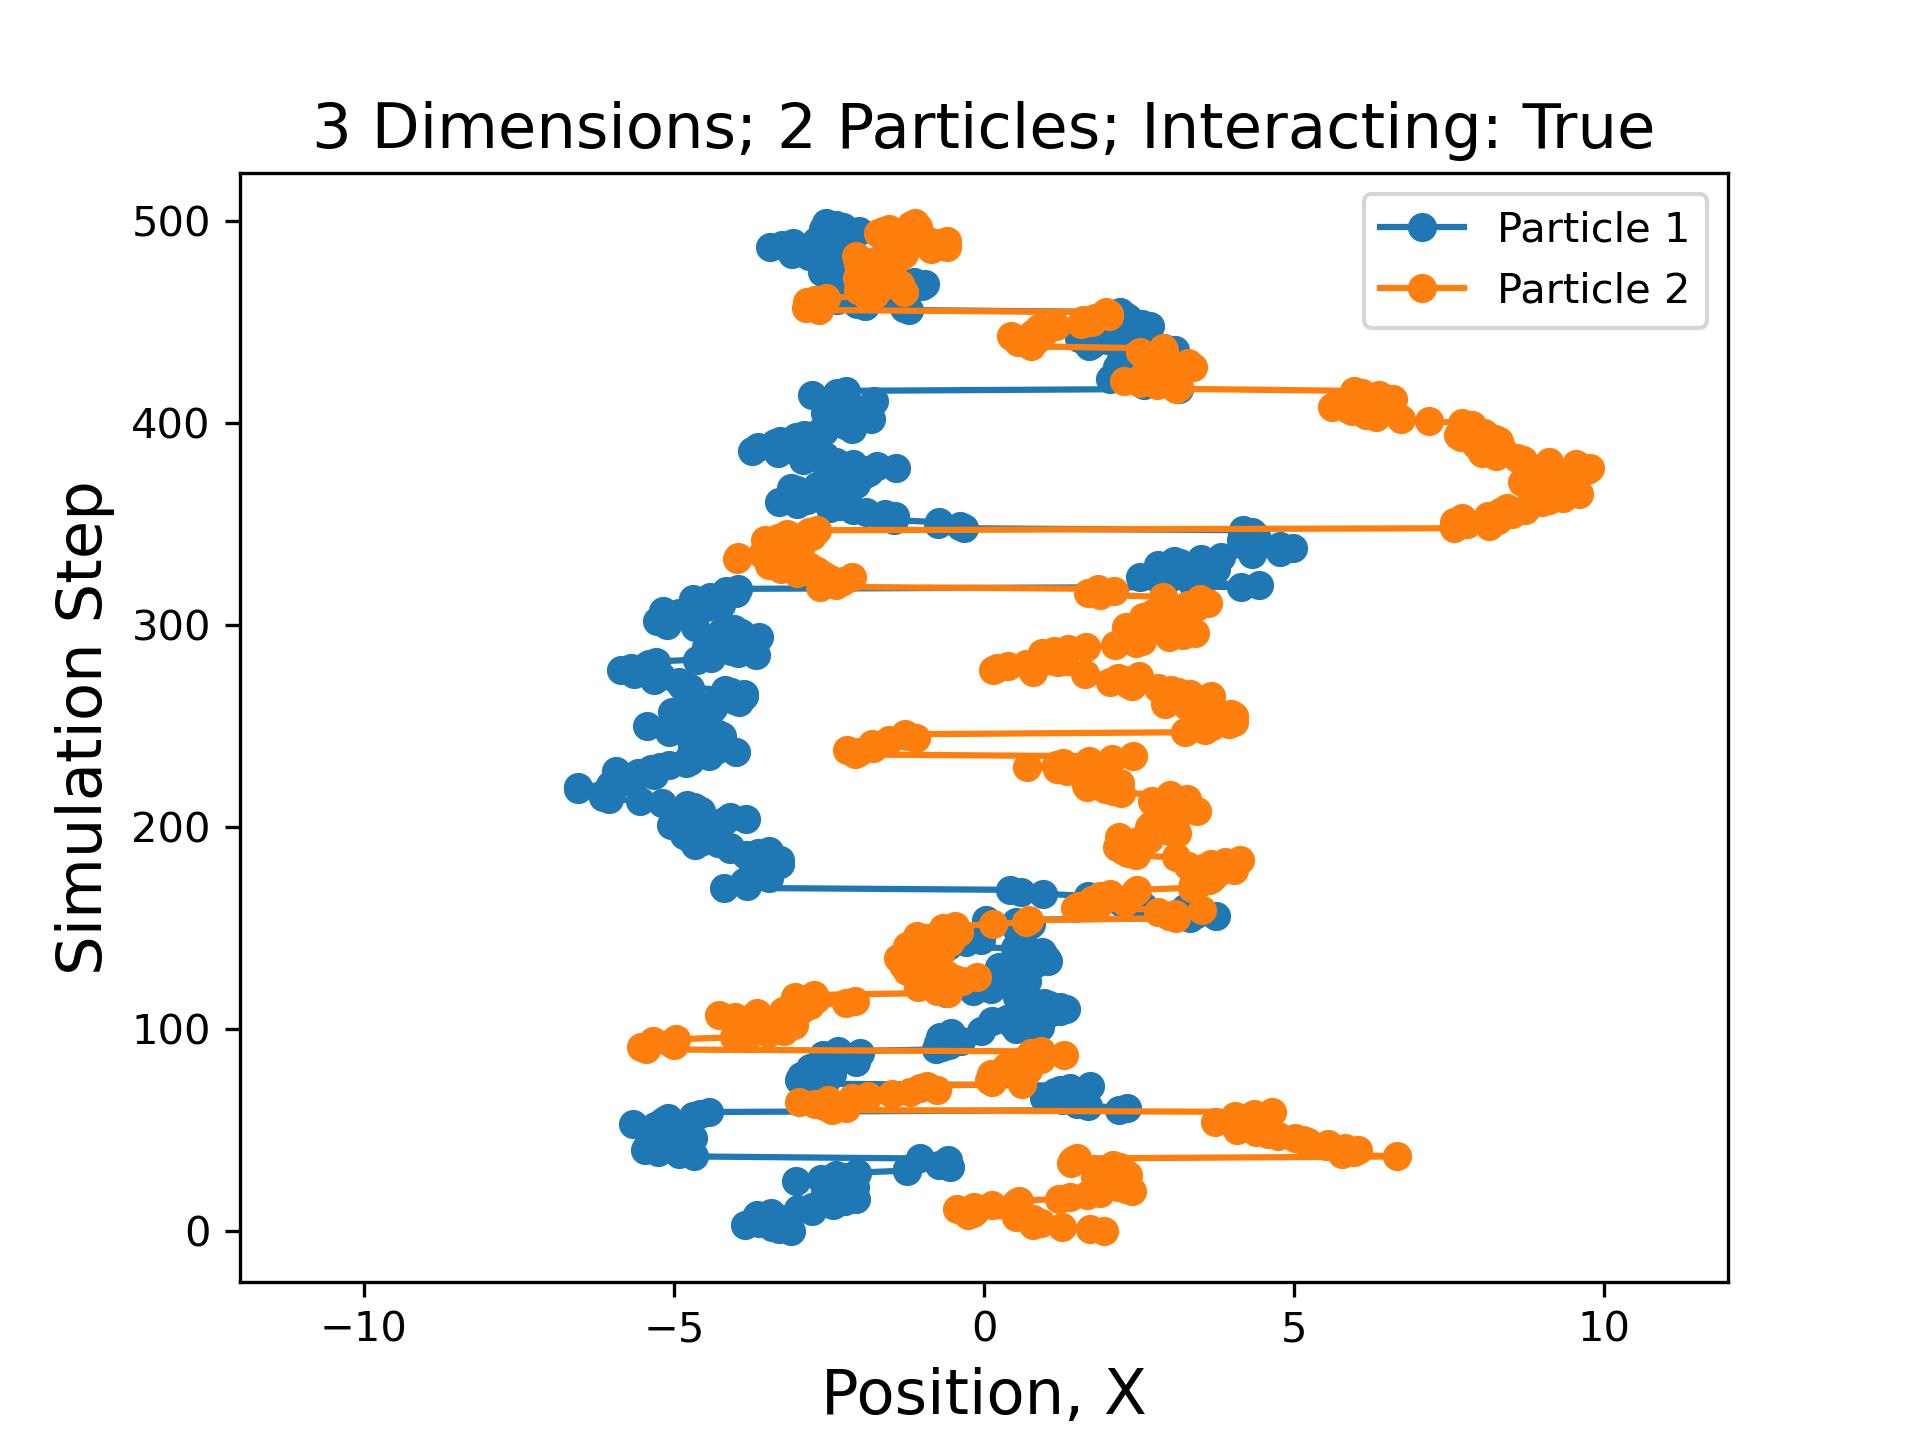 3 Dimensions; 2 Particles; Interacting: True
Particle 1
Particle 2
500
400
300
200
100
0
Simulation Step
−10
−5
0
5
10
Position, X